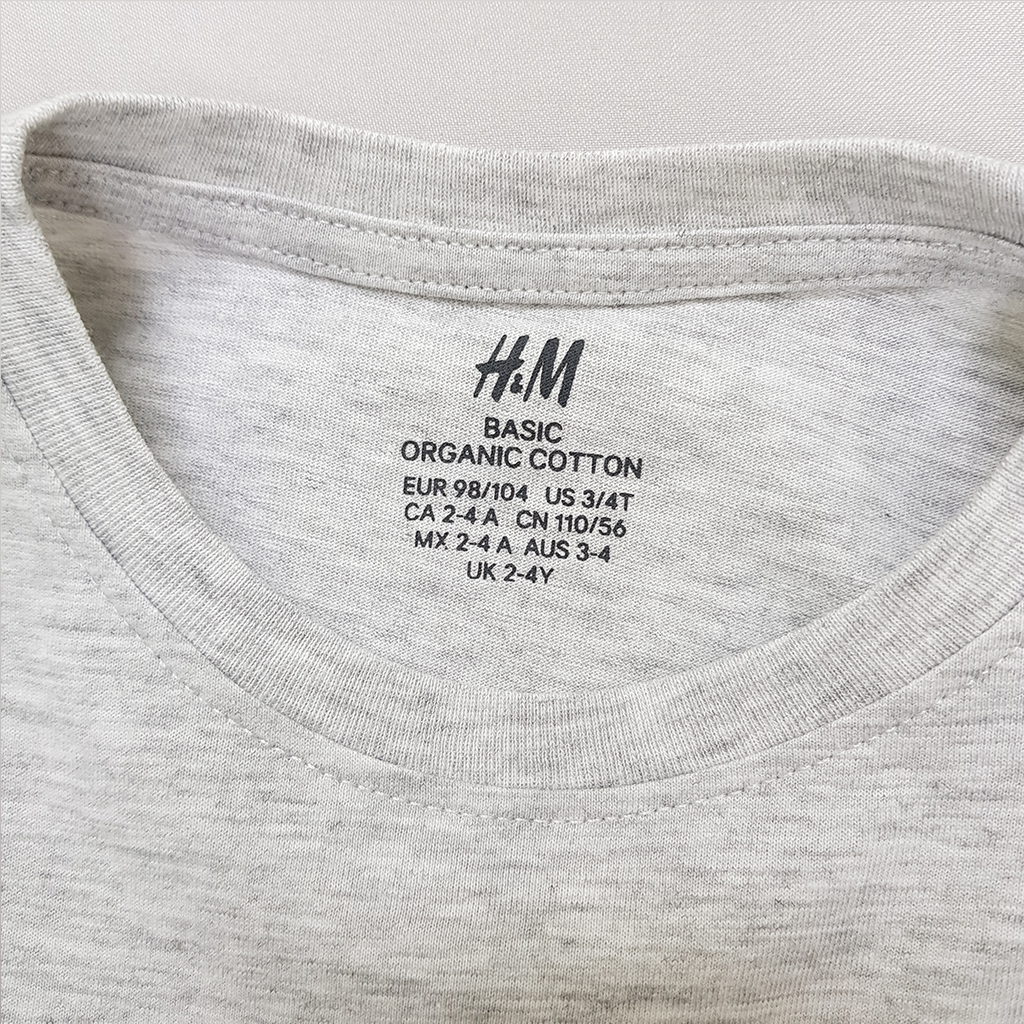 H&M
BASIC
ORGANIC COTTON
EUR 98/104 US 3/4T
CA 2-4 A CN 110/56
MX 2-4 A AUS 3-4
UK 2-4Y